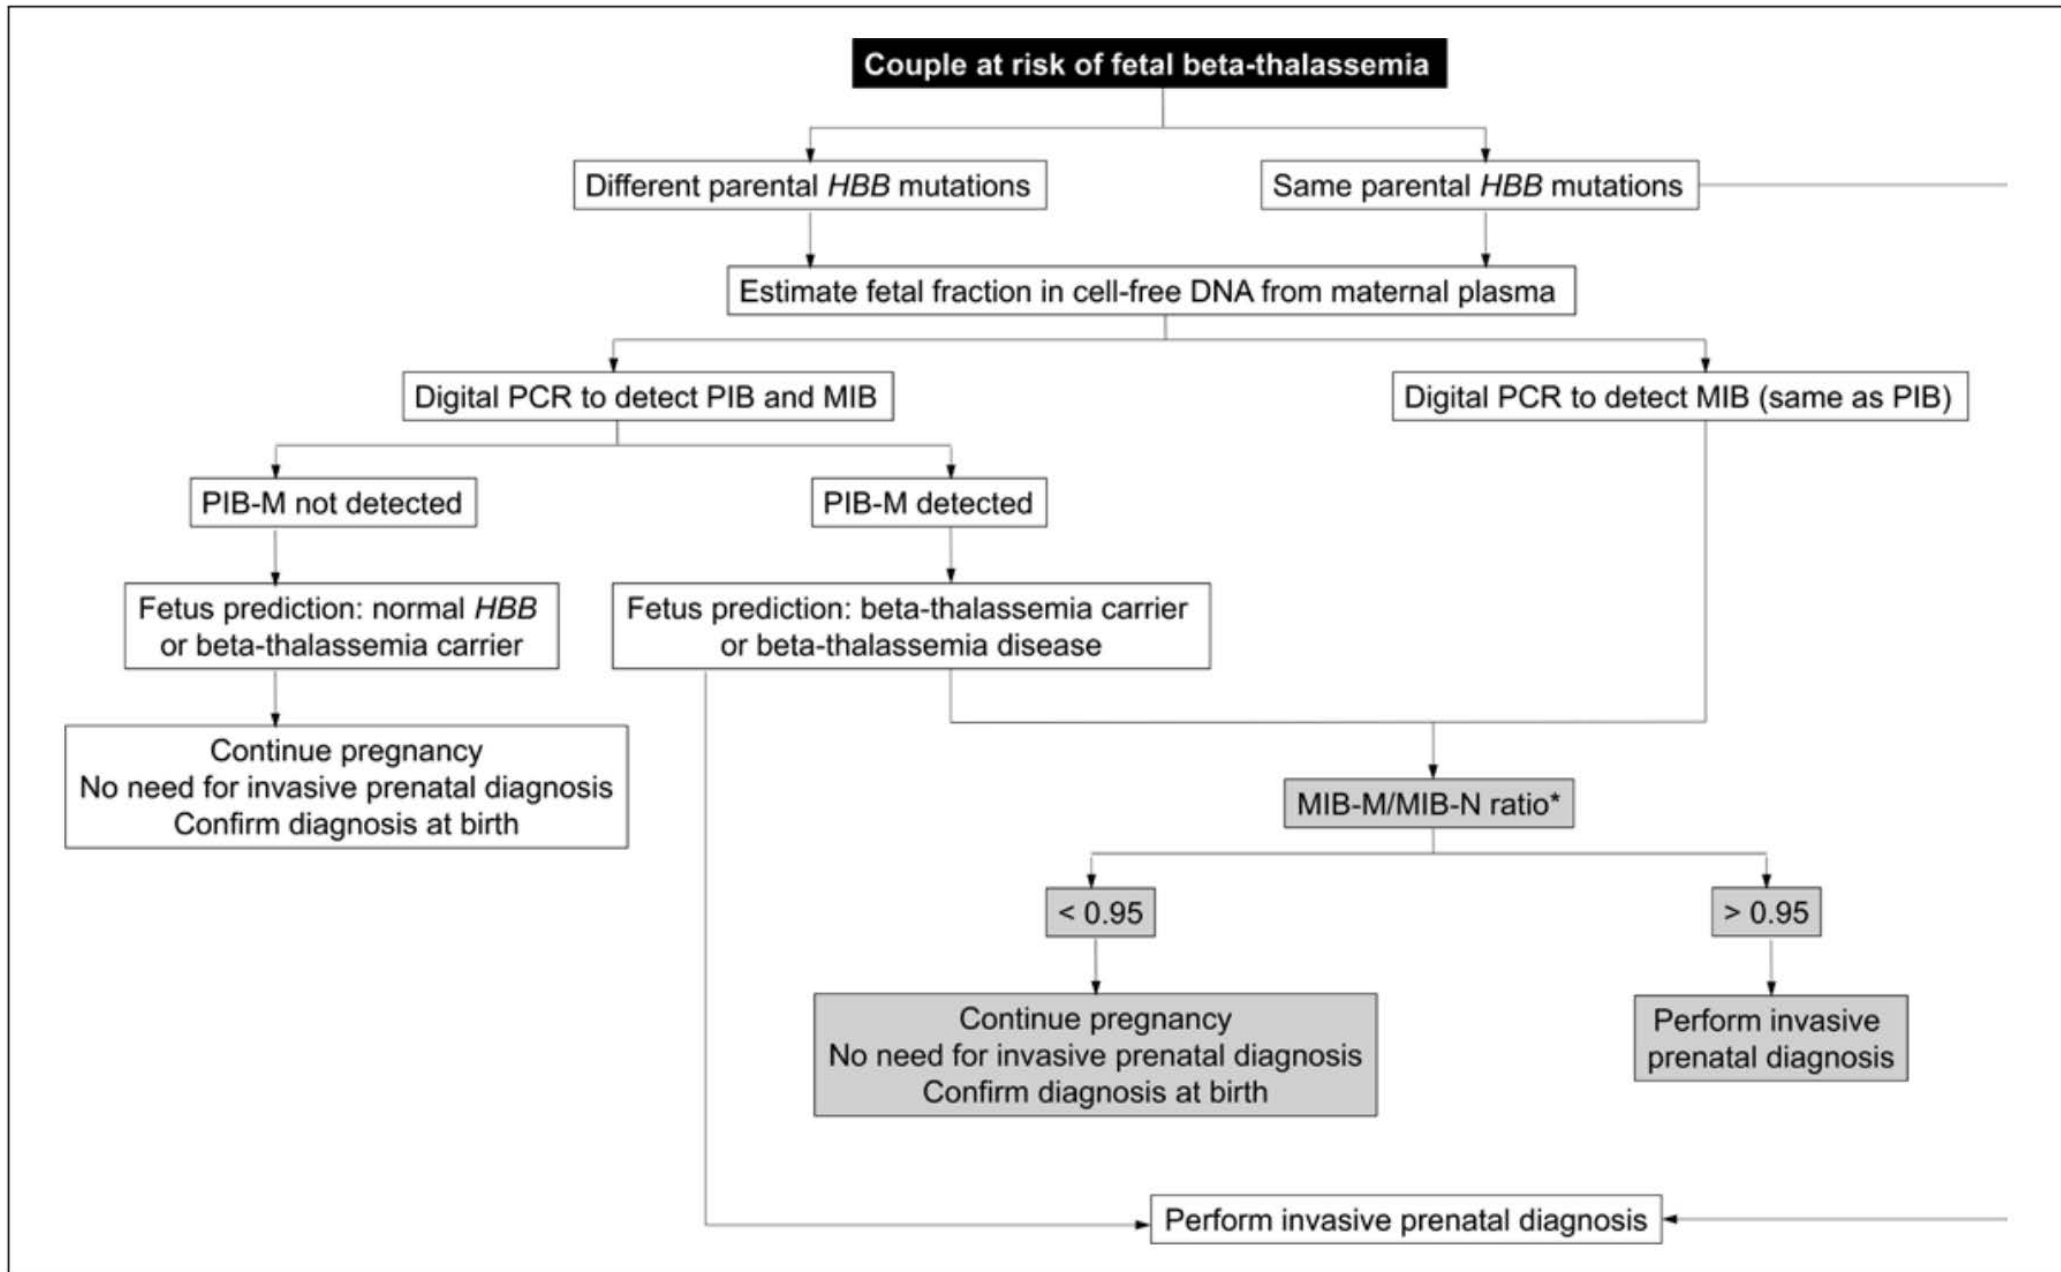 Couple at risk of fetal beta-thalassemia
Different parental HBB mutations
Same parental HBB mutations
Estimate fetal fraction in cell-free DNA from maternal plasma
Digital PCR to detect PIB and MIB
Digital PCR to detect MIB (same as PIB)
PIB-M not detected
PIB-M detected
Fetus prediction: normal HBB
or beta-thalassemia carrier
Fetus prediction: beta-thalassemia carrier
or beta-thalassemia disease
Continue pregnancy
No need for invasive prenatal diagnosis
Confirm diagnosis at birth
MIB-M/MIB-N ratio*
< 0.95
> 0.95
Continue pregnancy
No need for invasive prenatal diagnosis
Confirm diagnosis at birth
Perform invasive
prenatal diagnosis
Perform invasive prenatal diagnosis